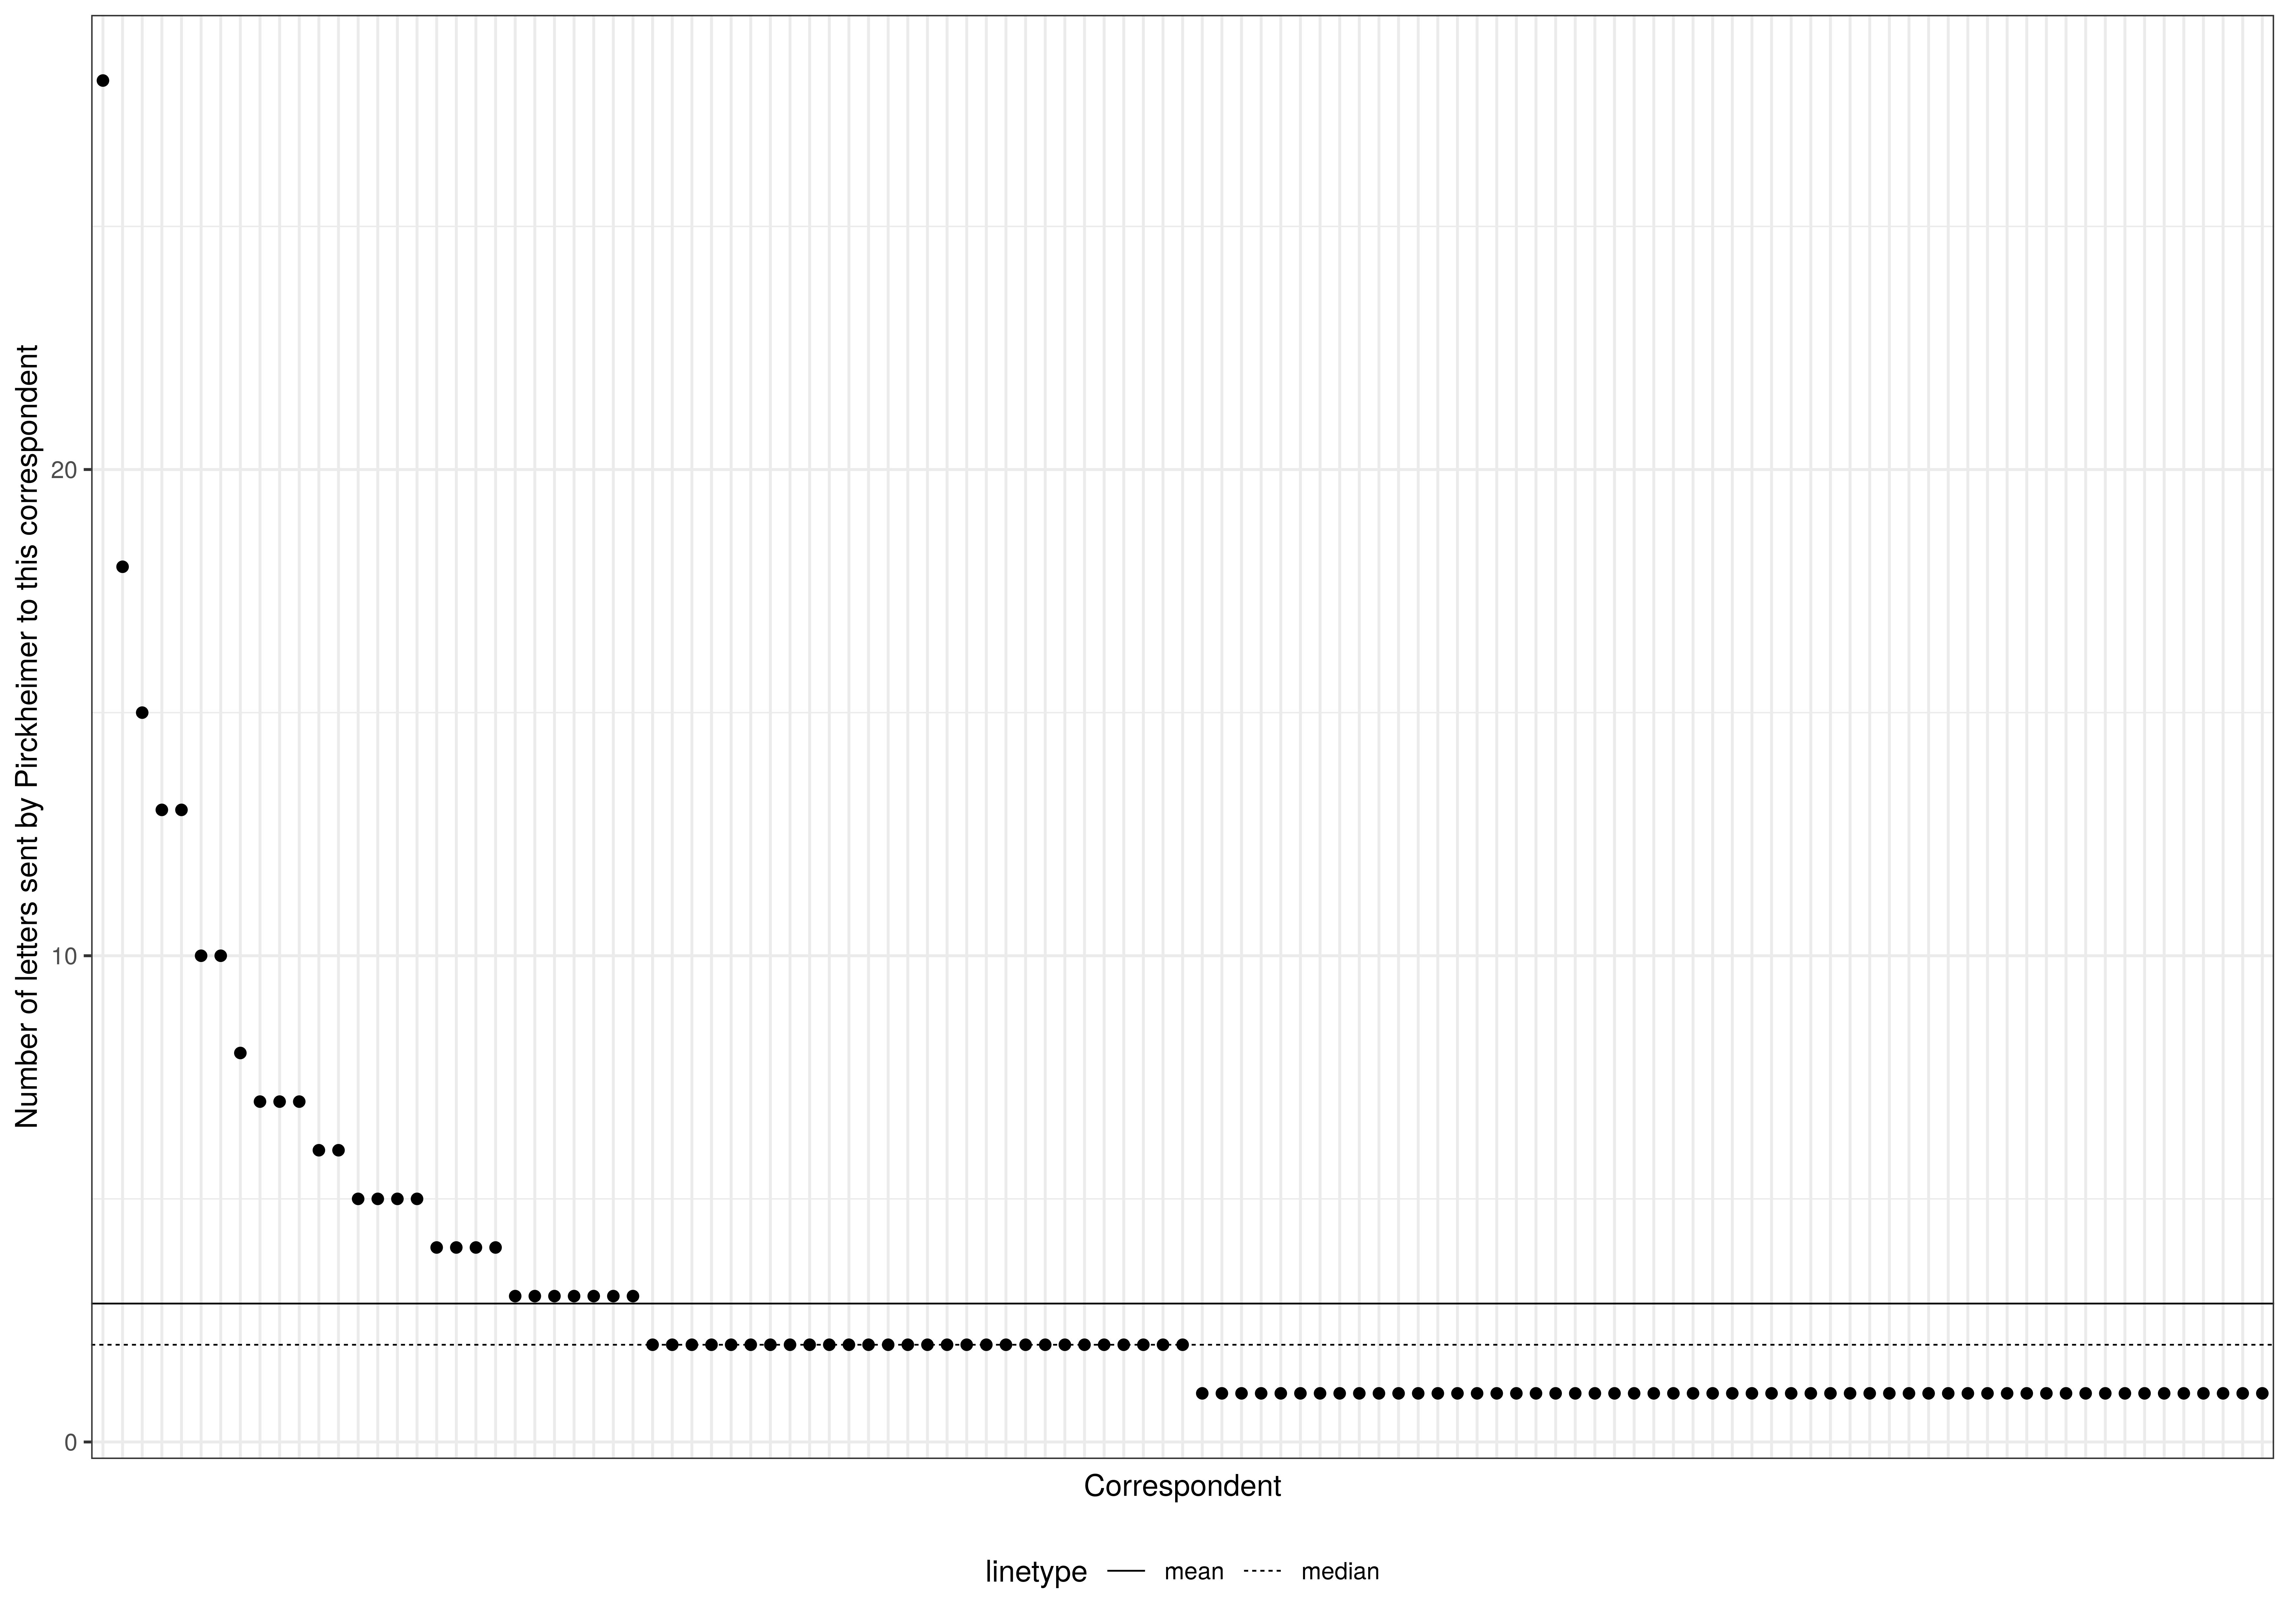 Number of letters sent by Pirckheimer to this correspondent
20
10
0
Correspondent
linetype mean median